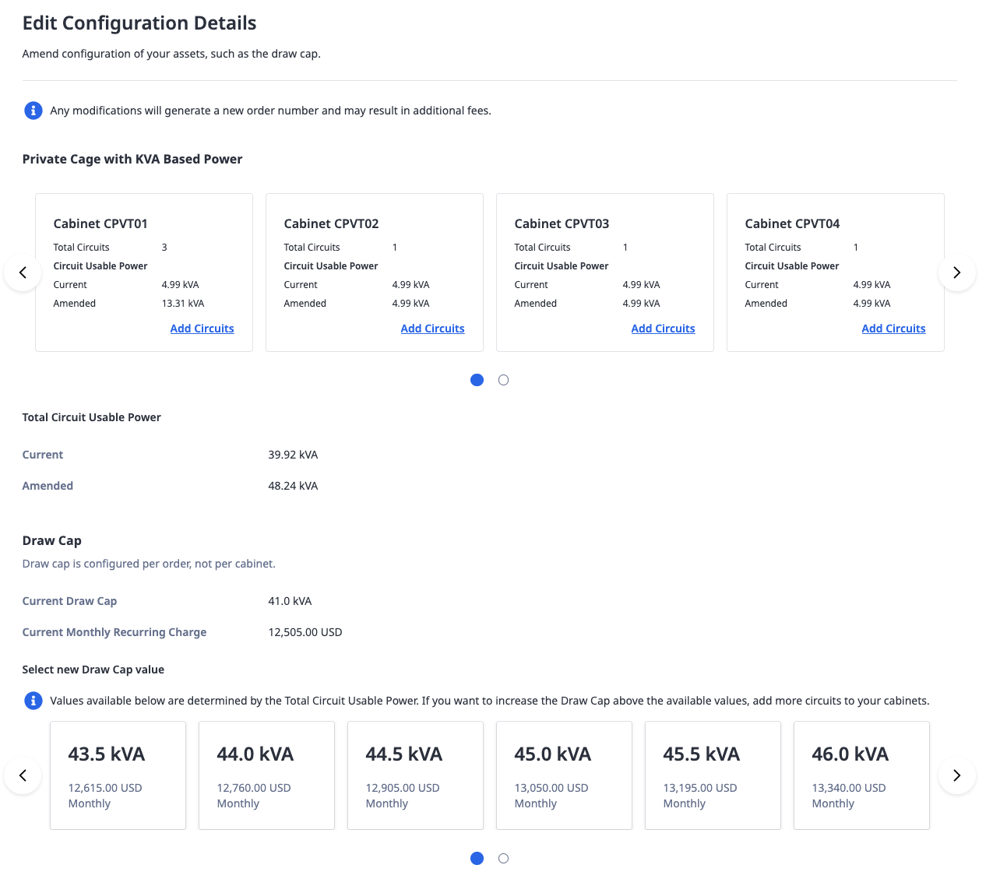 Edit Configuration Details
Amend configuration of your assets, such as the draw cap.
Any modifications will generate a new order number and may result in additional fees.
Private Cage with KVA Based Power
Cabinet CPVT01
Total Circuits 3
Circuit Usable Power
Current 4.99 kVA
Amended 13.31 kVA
Add Circuits
Cabinet CPVT02
Total Circuits 1
Circuit Usable Power
Current 4.99 kVA
Amended 4.99 kVA
Add Circuits
Cabinet CPVT03
Total Circuits 1
Circuit Usable Power
Current 4.99 kVA
Amended 4.99 kVA
Add Circuits
Cabinet CPVT04
Total Circuits 1
Circuit Usable Power
Current 4.99 kVA
Amended 4.99 kVA
Add Circuits
Total Circuit Usable Power
Current 39.92 kVA
Amended 48.24 kVA
Draw Cap
Draw cap is configured per order, not per cabinet.
Current Draw Cap 41.0 kVA
Current Monthly Recurring Charge 12,505.00 USD
Select new Draw Cap value
Values available below are determined by the Total Circuit Usable Power. If you want to increase the Draw Cap above the available values, add more circuits to your cabinets.
43.5 kVA
12,615.00 USD
Monthly
44.0 kVA
12,760.00 USD
Monthly
44.5 kVA
12,905.00 USD
Monthly
45.0 kVA
13,050.00 USD
Monthly
45.5 kVA
13,195.00 USD
Monthly
46.0 kVA
13,340.00 USD
Monthly